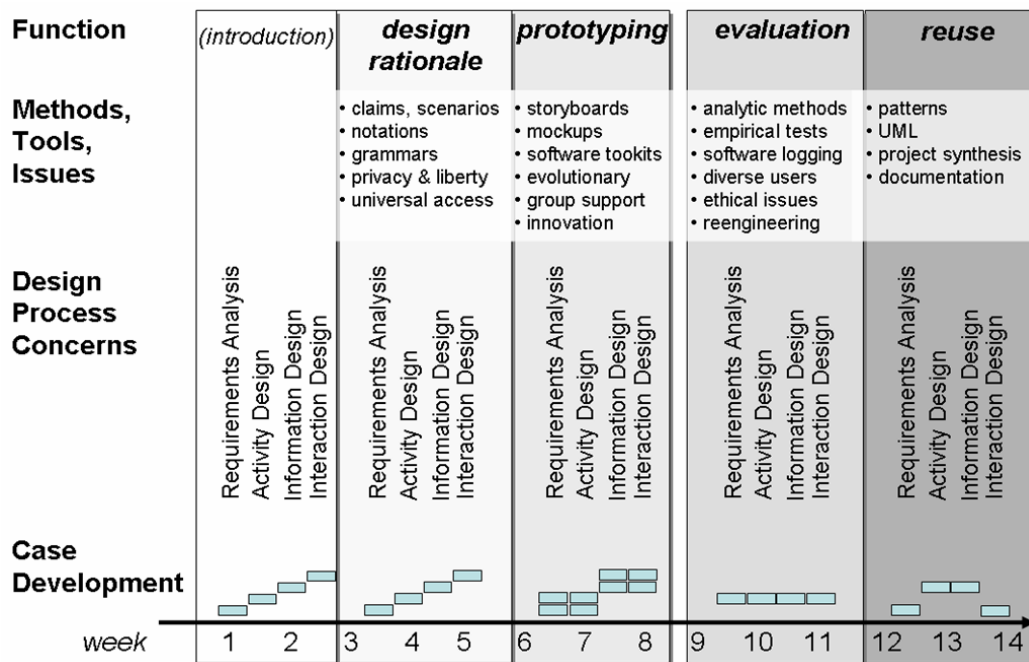 Function
(introduction)
design
rationale
prototyping
evaluation
reuse
Methods,
Tools,
Issues
• claims, scenarios
• notations
• grammars
• privacy & liberty
• universal access
• storyboards
• mockups
• software tookits
• evolutionary
• group support
• innovation
• analytic methods
• empirical tests
• software logging
• diverse users
• ethical issues
• reengineering
• patterns
• UML
• project synthesis
• documentation
Design
Process
Concerns
Requirements Analysis
Activity Design
Information Design
Interaction Design
Requirements Analysis
Activity Design
Information Design
Interaction Design
Requirements Analysis
Activity Design
Information Design
Interaction Design
Requirements Analysis
Activity Design
Information Design
Interaction Design
Requirements Analysis
Activity Design
Information Design
Interaction Design
Case
Development
week 1 2 3 4 5 6 7 8 9 10 11 12 13 14